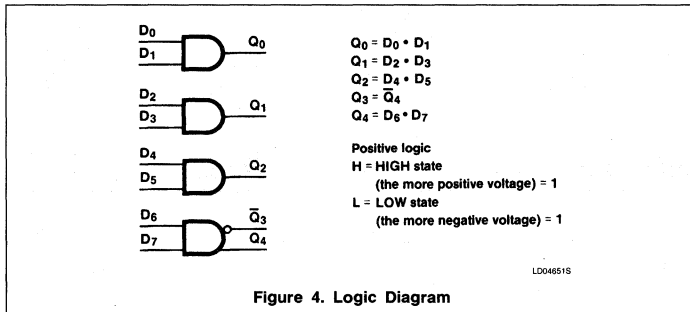 D₀
D₁
Q₀
D₂
D₃
Q₁
D₄
D₅
Q₂
D₆
D₇
Q̅₃
Q₄
Q₀ = D₀ • D₁
Q₁ = D₂ • D₃
Q₂ = D₄ • D₅
Q₃ = Q̅₄
Q₄ = D₆ • D₇
Positive logic
H = HIGH state
(the more positive voltage) = 1
L = LOW state
(the more negative voltage) = 1
LD04651S
Figure 4. Logic Diagram